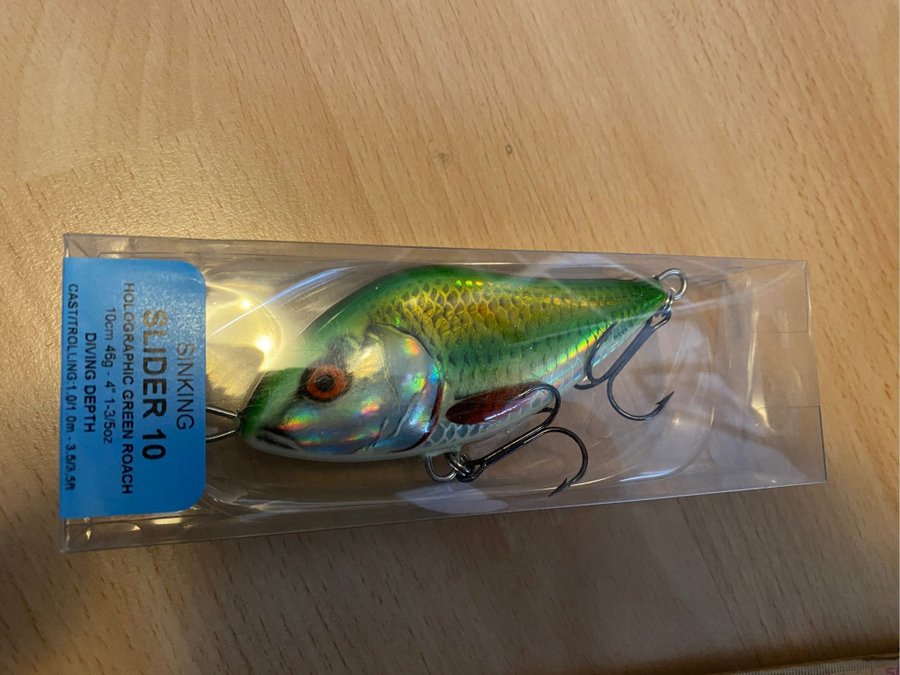 SINKING
SLIDER 10
HOLOGRAPHIC GREEN ROACH
10cm 46g - 4" 1-3/5oz
DIVING DEPTH
CAST/TROLLING 1.0/1.0m - 3.5/3.5ft